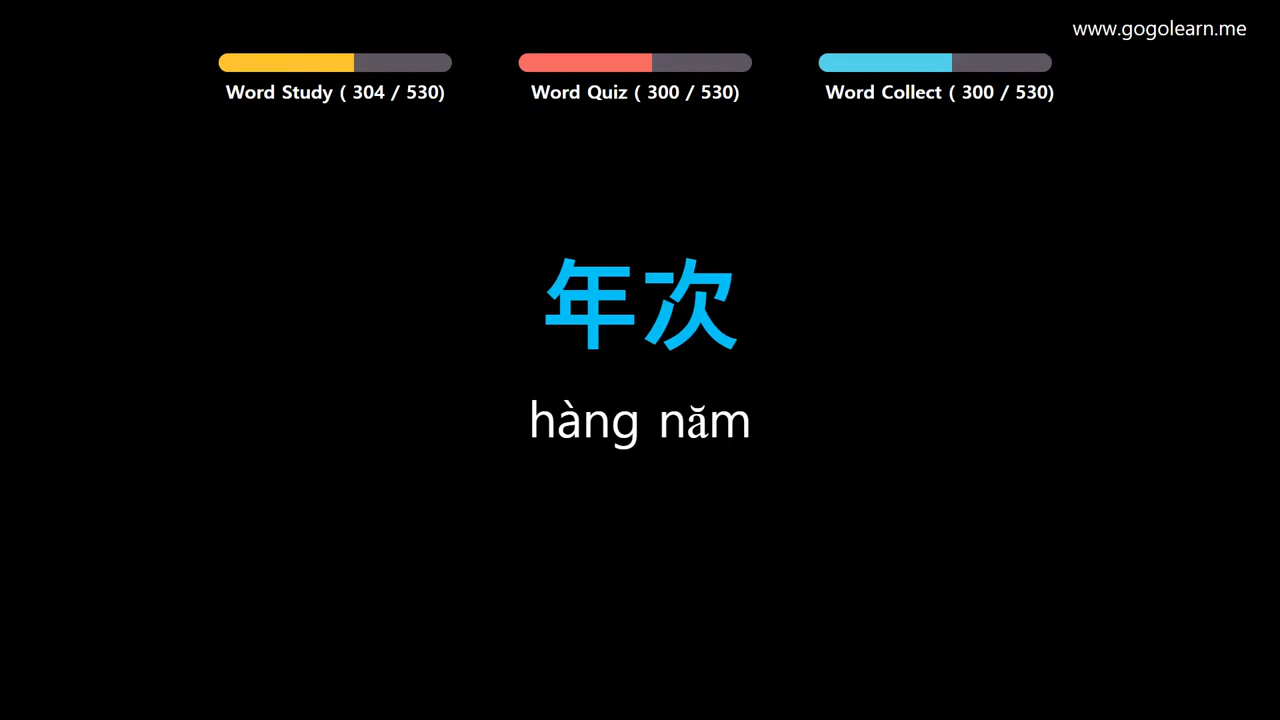 www.gogolearn.me
Word Study ( 304 / 530)
Word Quiz ( 300 / 530)
Word Collect ( 300 / 530)
年次
hàng năm